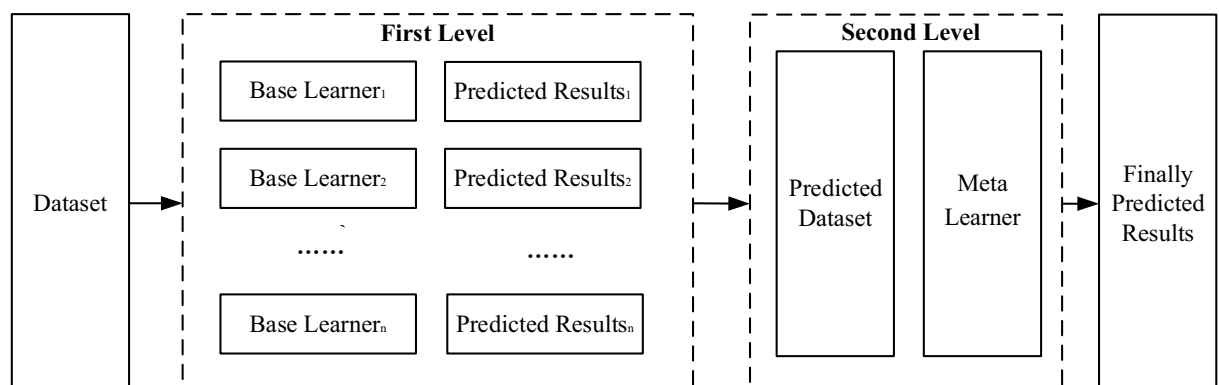 First Level
Second Level
Base Learner1
Predicted Results1
Base Learner2
Predicted Results2
Dataset
Predicted
Dataset
Meta
Learner
Finally
Predicted
Results
……
……
Base Learnern
Predicted Resultsn